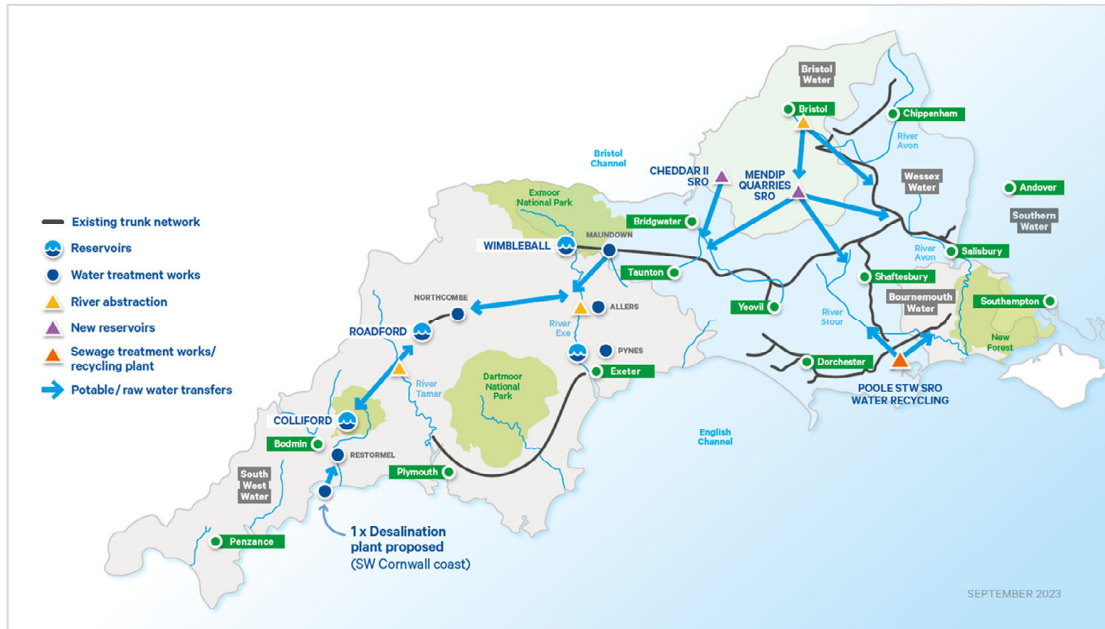 Existing trunk network
Reservoirs
Water treatment works
River abstraction
New reservoirs
Sewage treatment works/
recycling plant
Potable / raw water transfers
Bristol
Water
Bristol
Chippenham
River
Avon
Bristol
Channel
CHEDDAR II
SRO
MENDIP
QUARRIES
SRO
Wessex
Water
Andover
Southern
Water
Exmoor
National Park
Bridgwater
WIMBLEBALL
MAUNDOWN
Taunton
River
Avon
Salisbury
Shaftesbury
Bournemouth
Water
Southampton
NORTHCOMBE
ALLERS
Yeovil
River
Stour
New
Forest
ROADFORD
River
Exe
PYNES
Exeter
Dorchester
River
Tamar
Dartmoor
National
Park
POOLE STW SRO
WATER RECYCLING
COLLIFORD
Bodmin
RESTORMEL
English
Channel
South
West
Water
Plymouth
Penzance
1 x Desalination
plant proposed
(SW Cornwall coast)
SEPTEMBER 2023